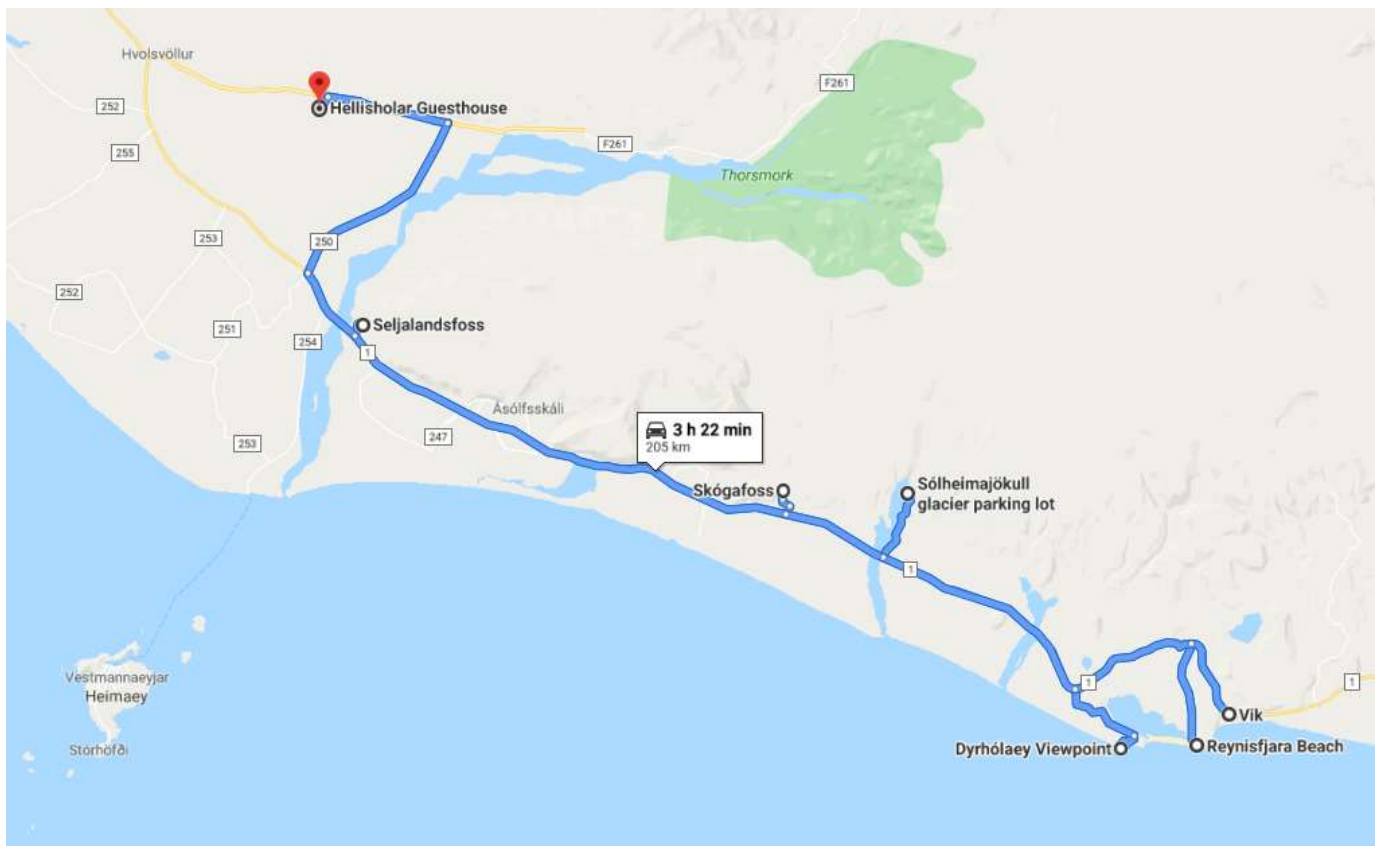 Hvolsvöllur
F261
252
Hellisholar Guesthouse
F261
255
Thorsmork
253
250
252
Seljalandsfoss
251
254
1
Ásólfsskáli
3 h 22 min
205 km
247
253
Skógafoss
Sólheimajökull
glacier parking lot
1
Vestmannaeyjar
Heimaey
1
1
Vik
Stórhöfði
Dyrhólaey Viewpoint
Reynisfjara Beach